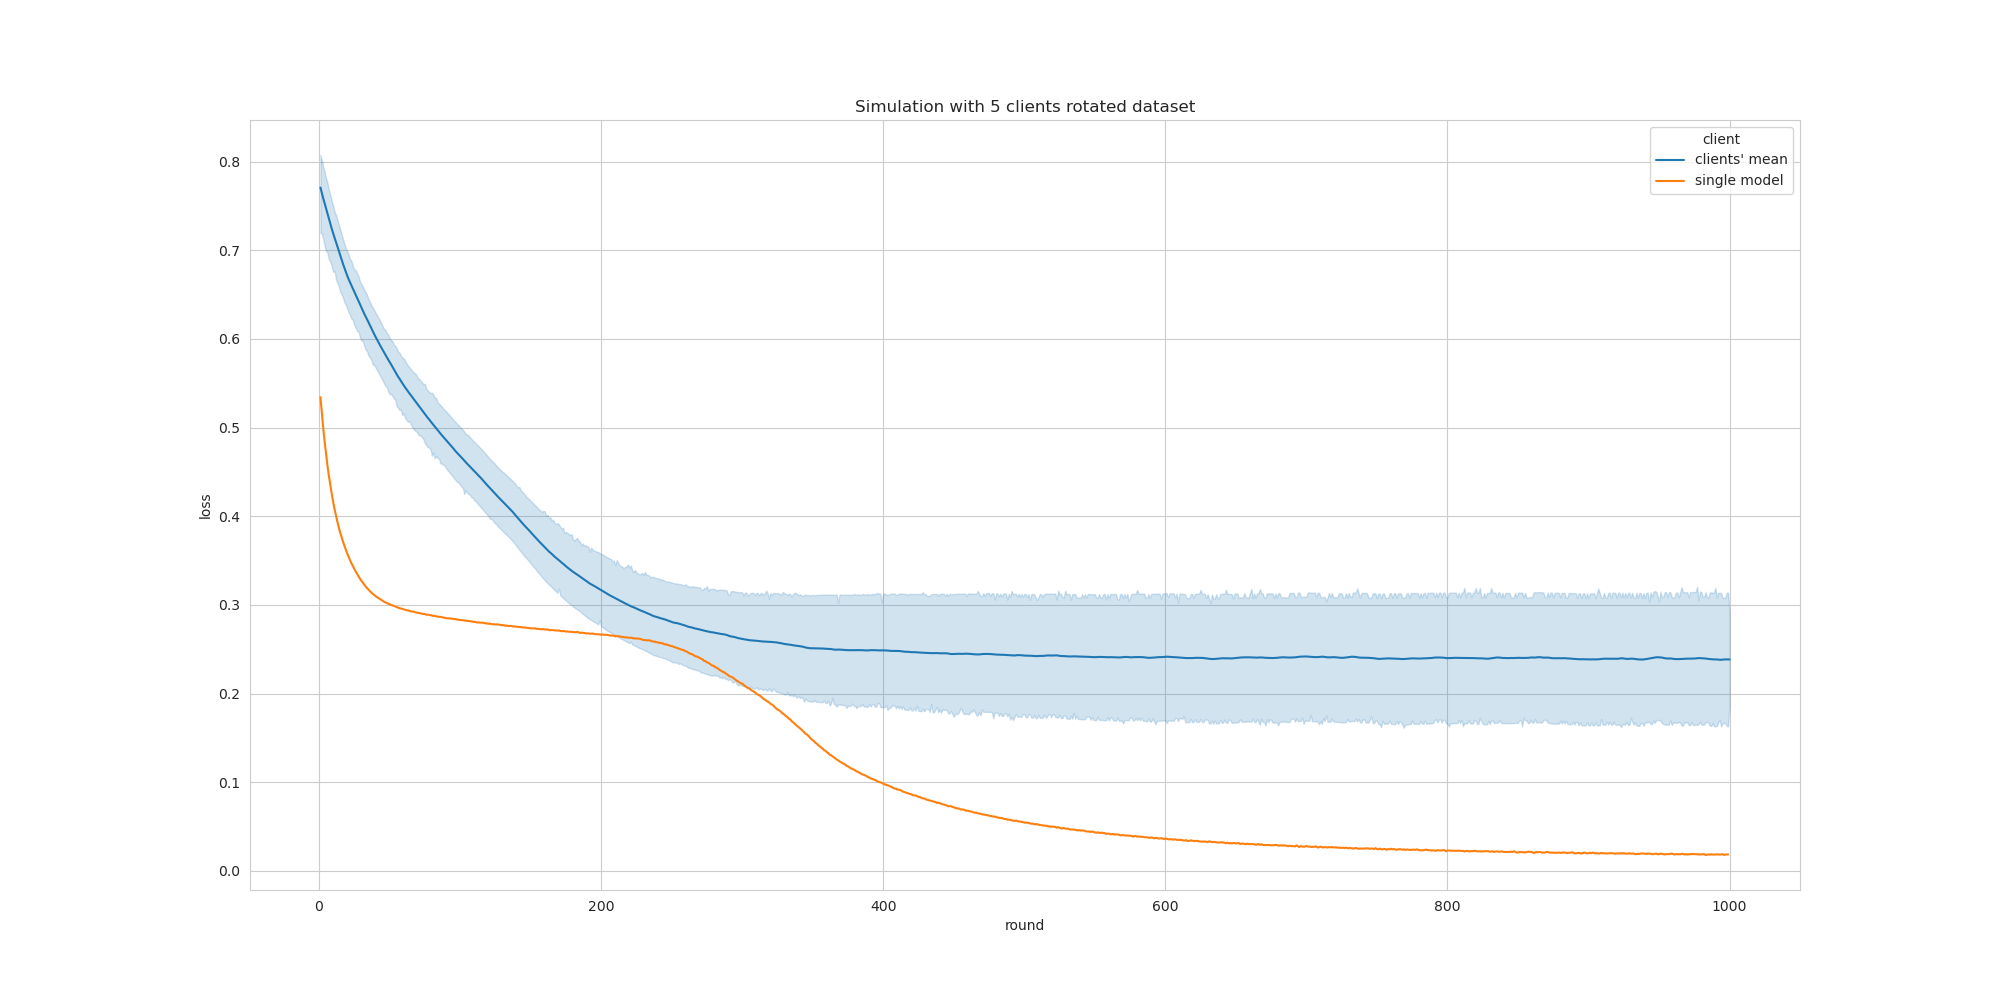 Simulation with 5 clients rotated dataset
client
clients' mean
single model
0.8
0.7
0.6
0.5
0.4
0.3
0.2
0.1
0.0
loss
0 200 400 600 800 1000
round